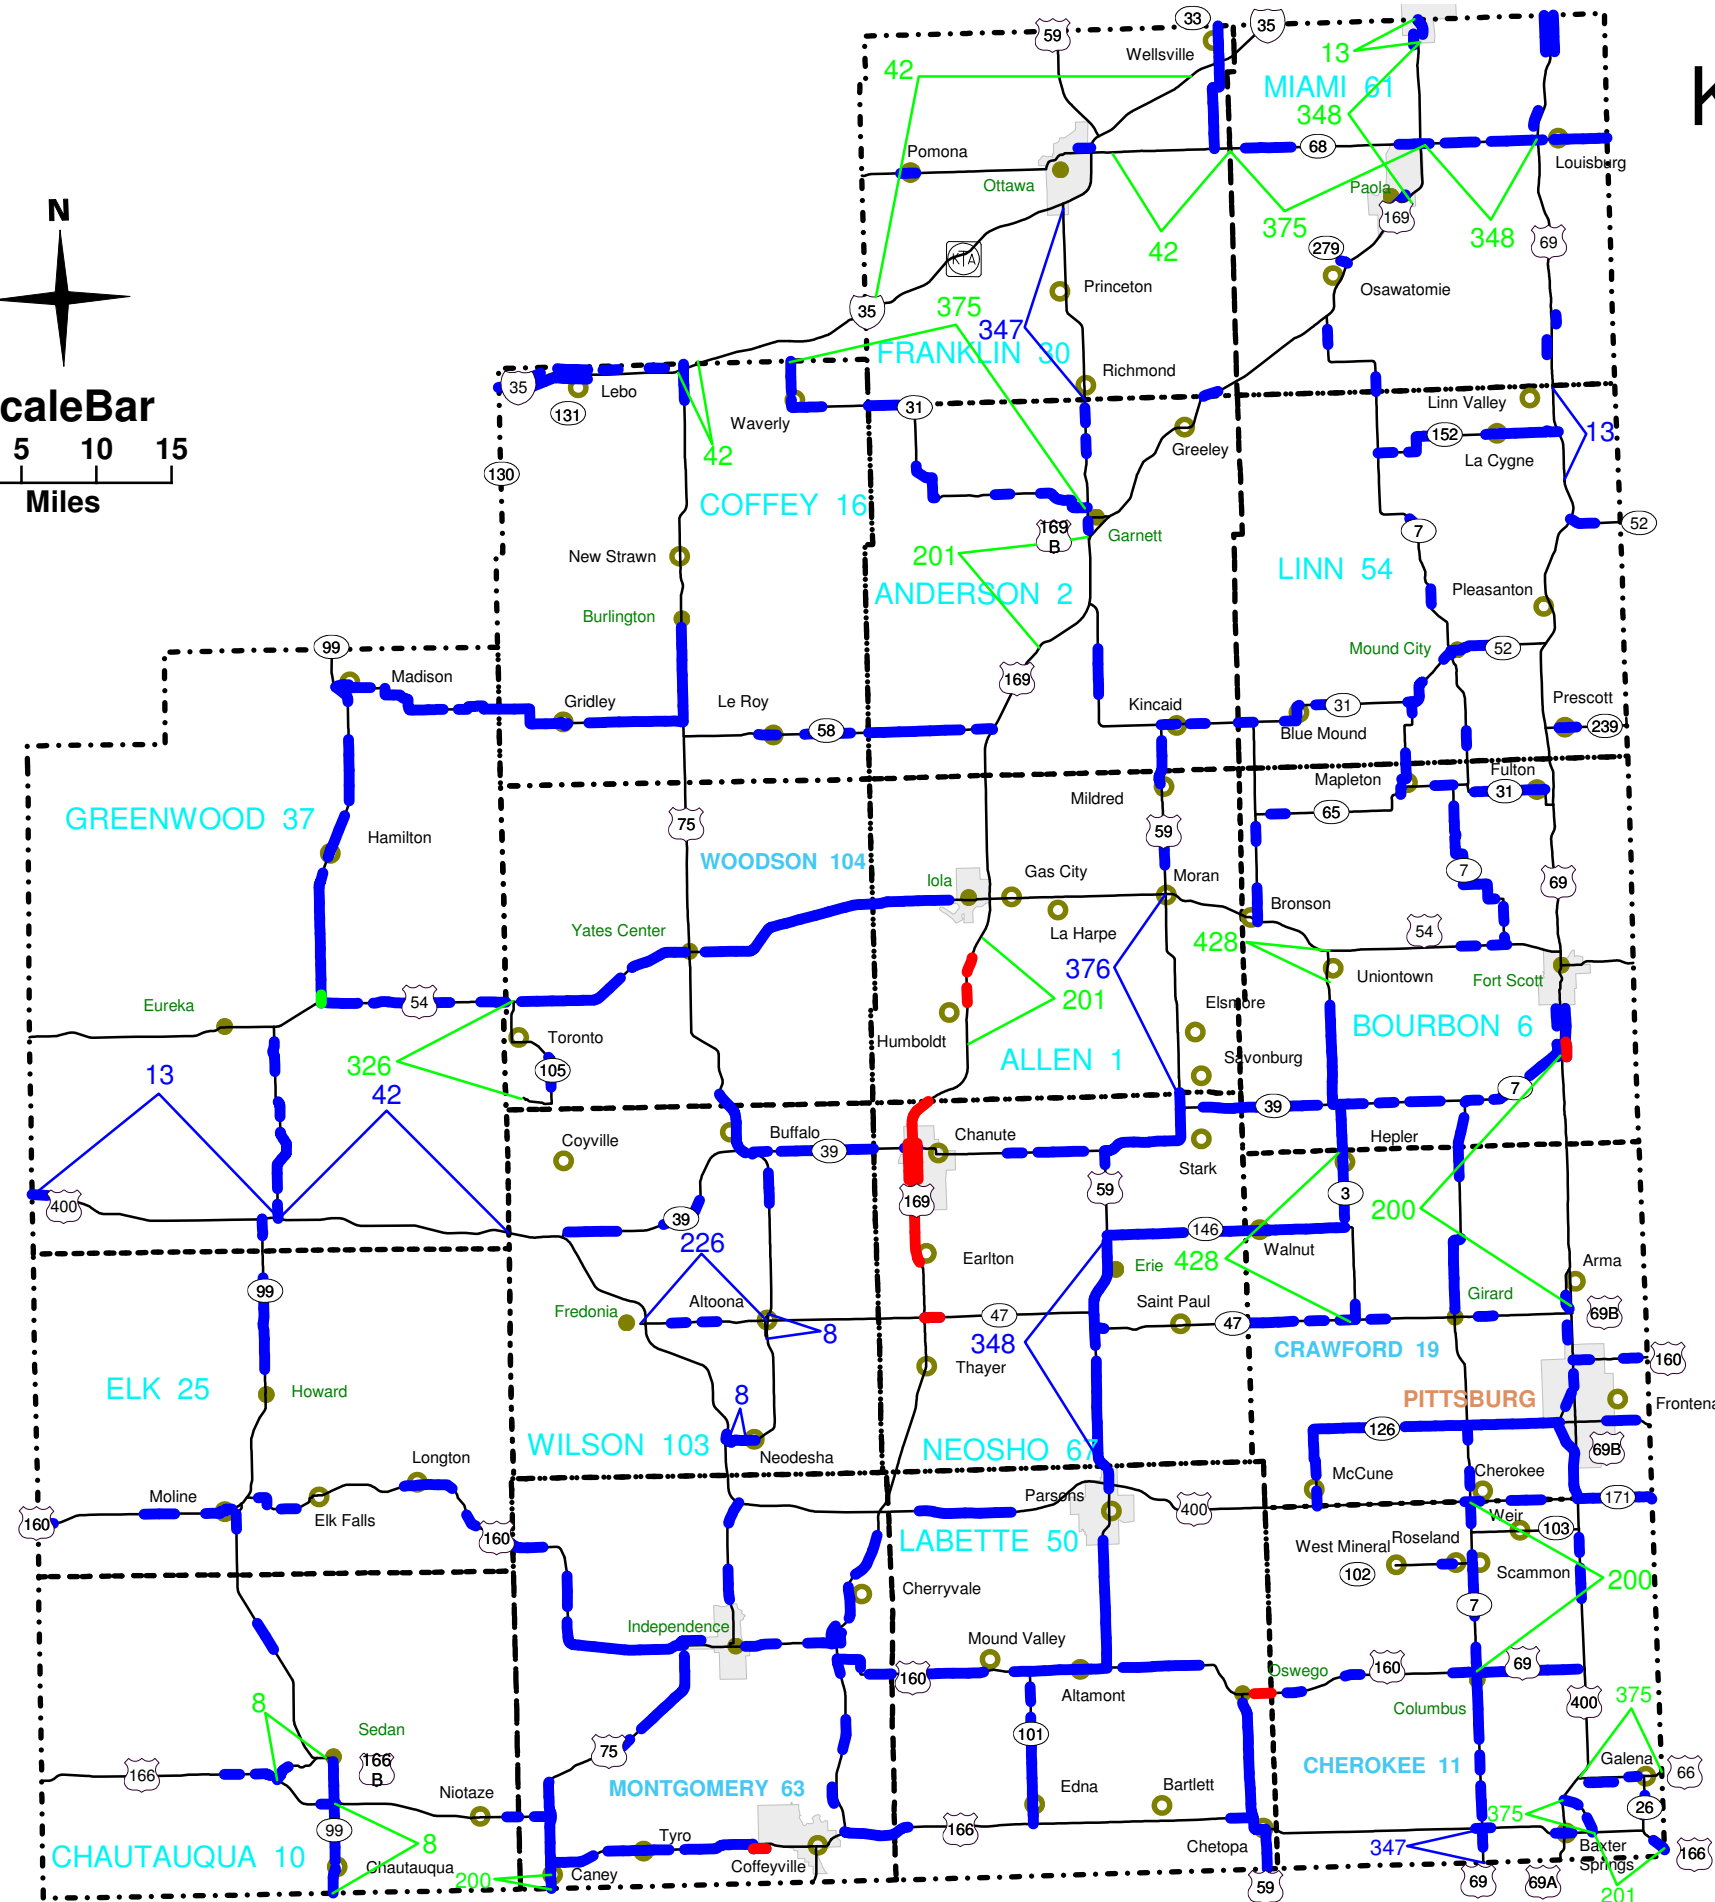 33
35
59
Wellsville
13
42
MIAMI 61
K
348
Pomona
68
Louisburg
Ottawa
Paola
N
169
42
375
348
69
KTA
279
Princeton
Osawatomie
35
375
347
FRANKLIN 30
Richmond
35
Lebo
131
Waverly
31
Linn Valley
caleBar
5 10 15
Miles
42
Greeley
152
13
La Cygne
130
COFFEY 16
169
B
Garnett
7
52
New Strawn
201
LINN 54
ANDERSON 2
Pleasanton
Burlington
99
Mound City
52
Madison
169
Gridley
Le Roy
Kincaid
31
Prescott
58
Blue Mound
239
Mapleton
Fulton
Mildred
31
GREENWOOD 37
65
75
59
Hamilton
WOODSON 104
7
Iola
Gas City
Moran
69
Bronson
Yates Center
La Harpe
428
54
376
Uniontown
Fort Scott
Eureka
54
201
Elsmore
Toronto
Humboldt
BOURBON 6
326
105
ALLEN 1
Savonburg
13
42
7
39
Coyville
Buffalo
39
Chanute
Hepler
Stark
400
169
59
3
39
200
226
146
Walnut
Earlton
Erie
428
Arma
99
Fredonia
Altoona
47
Saint Paul
47
Girard
69B
8
348
CRAWFORD 19
160
Thayer
ELK 25
Howard
8
PITTSBURG
Frontena
126
WILSON 103
NEOSHO 67
69B
Longton
Neodesha
McCune
Cherokee
Moline
Parsons
400
171
160
Elk Falls
Weir
160
LABETTE 50
103
Roseland
West Mineral
102
Scammon
200
Cherryvale
7
Independence
Mound Valley
160
Altamont
Oswego
160
69
8
Columbus
400
375
Sedan
101
75
166
166
B
Galena
66
CHEROKEE 11
MONTGOMERY 63
Edna
Bartlett
Niotaze
375
26
99
166
Tyro
CHAUTAUQUA 10
8
Chautauqua
Coffeyville
Chetopa
347
Baxter
Springs
166
200
Caney
59
69
69A
201